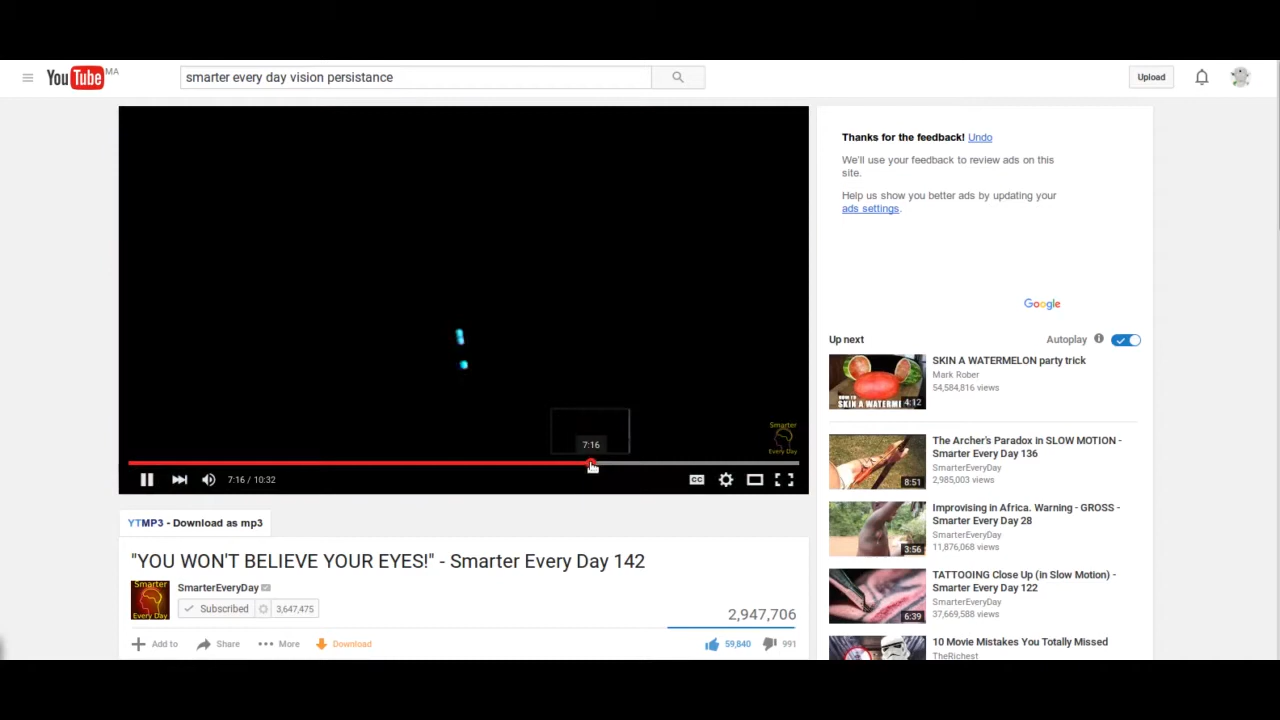 YouTube MA
smarter every day vision persistance
Upload
Thanks for the feedback! Undo
We'll use your feedback to review ads on this
site.
Help us show you better ads by updating your
ads settings.
Google
Smarter
Every Day
7:16
7:16 / 10:32
CC
Up next
Autoplay
SKIN A WATERMELON party trick
Mark Rober
54,584,816 views
HOW TO
SKIN A WATERM
4:12
The Archer's Paradox in SLOW MOTION -
Smarter Every Day 136
SmarterEveryDay
2,985,003 views
8:51
Improvising in Africa. Warning - GROSS -
Smarter Every Day 28
SmarterEveryDay
11,876,068 views
3:56
TATTOOING Close Up (in Slow Motion) -
Smarter Every Day 122
SmarterEveryDay
37,669,588 views
6:39
10 Movie Mistakes You Totally Missed
TheRichest
YTMP3 - Download as mp3
"YOU WON'T BELIEVE YOUR EYES!" - Smarter Every Day 142
Smarter
Every Day
SmarterEveryDay
Subscribed 3,647,475
2,947,706
Add to Share More Download
59,840 991